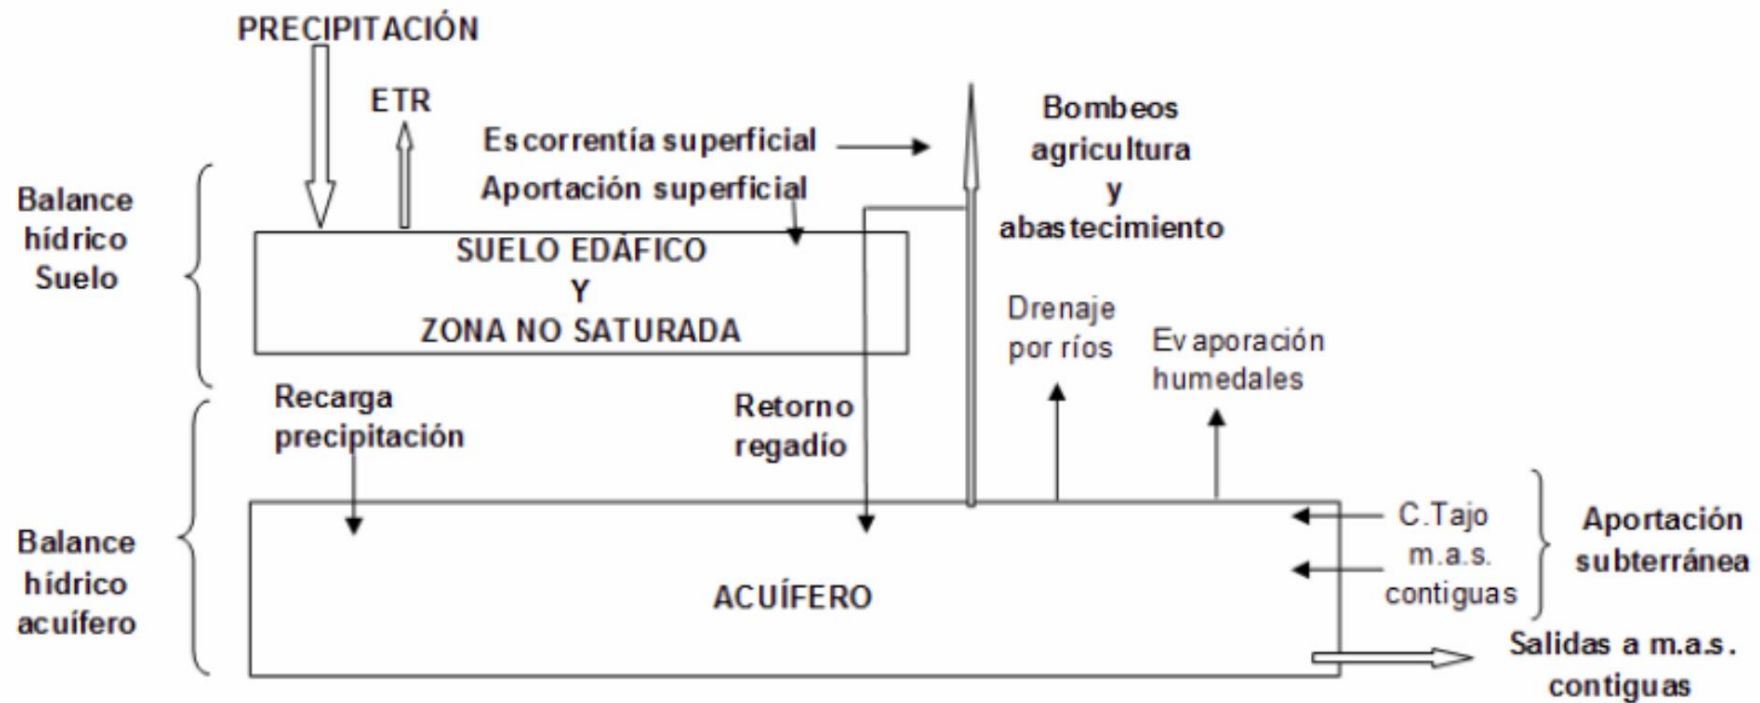 PRECIPITACIÓN
ETR
Escorrentía superficial
Aportación superficial
Bombeos
agricultura
y
abastecimiento
Balance
hídrico
Suelo
SUELO EDÁFICO
Y
ZONA NO SATURADA
Drenaje
por ríos
Evaporación
humedales
Recarga
precipitación
Retorno
regadío
Balance
hídrico
acuífero
ACUÍFERO
C.Tajo
m.a.s.
contiguas
Aportación
subterránea
Salidas a m.a.s.
contiguas